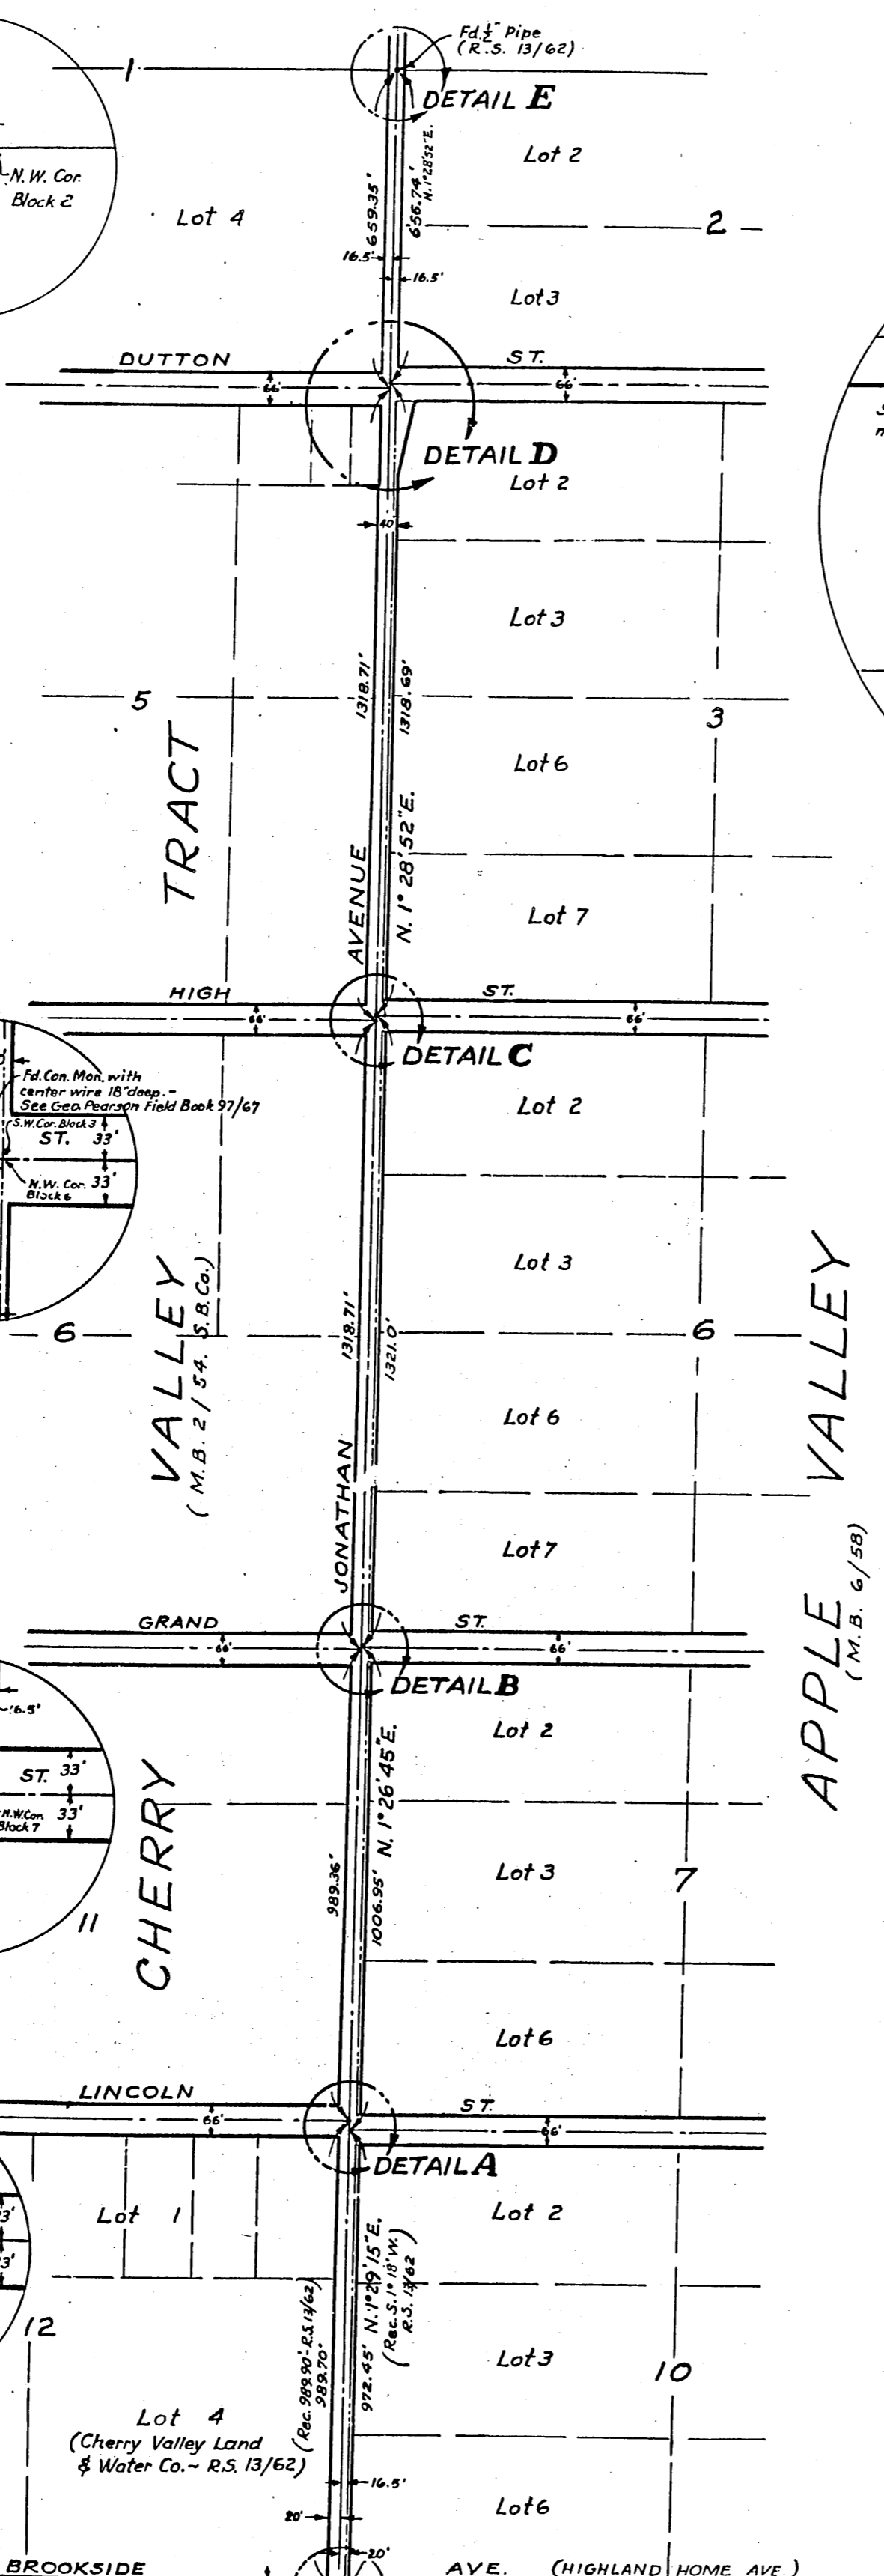 1
Fd. ½" Pipe
(R.S. 13/62)
DETAIL E
N.W. Cor.
Block 2
Lot 4
659.35'
656.74'
N. 1° 28' 52" E.
Lot 2
2
16.5'
16.5'
Lot 3
DUTTON
ST.
66'
66'
DETAIL D
Lot 2
40'
Lot 3
1318.71'
1318.69'
5
3
TRACT
Lot 6
AVENUE
N. 1° 28' 52" E.
Lot 7
HIGH
ST.
66'
66'
DETAIL C
Fd. Con. Mon. with
center wire 18" deep. -
See Geo. Pearson Field Book 97/67
S.W. Cor. Block 3
ST. 33'
N.W. Cor. 33'
Block 6
Lot 2
Lot 3
VALLEY
(M.B. 2/54. S.B.Co.)
1318.71'
1321.0'
6
6
VALLEY
Lot 6
JONATHAN
Lot 7
GRAND
ST.
66'
66'
DETAIL B
APPLE
(M.B. 6/58)
16.5'
ST. 33'
N.W. Cor. 33'
Block 7
Lot 2
N. 1° 26' 45" E.
CHERRY
989.36'
1006.95'
Lot 3
7
11
Lot 6
LINCOLN
ST.
66'
66'
DETAIL A
Lot 1
Lot 2
33'
33'
12
(Rec. 989.90'-R.S. 13/62)
989.70'
972.45'
N. 1° 29' 15" E.
(Rec. S. 1° 18' W.)
R.S. 13/62
Lot 3
10
Lot 4
(Cherry Valley Land
& Water Co. ~ R.S. 13/62)
16.5'
20'
20'
Lot 6
BROOKSIDE
AVE.
(HIGHLAND HOME AVE.)